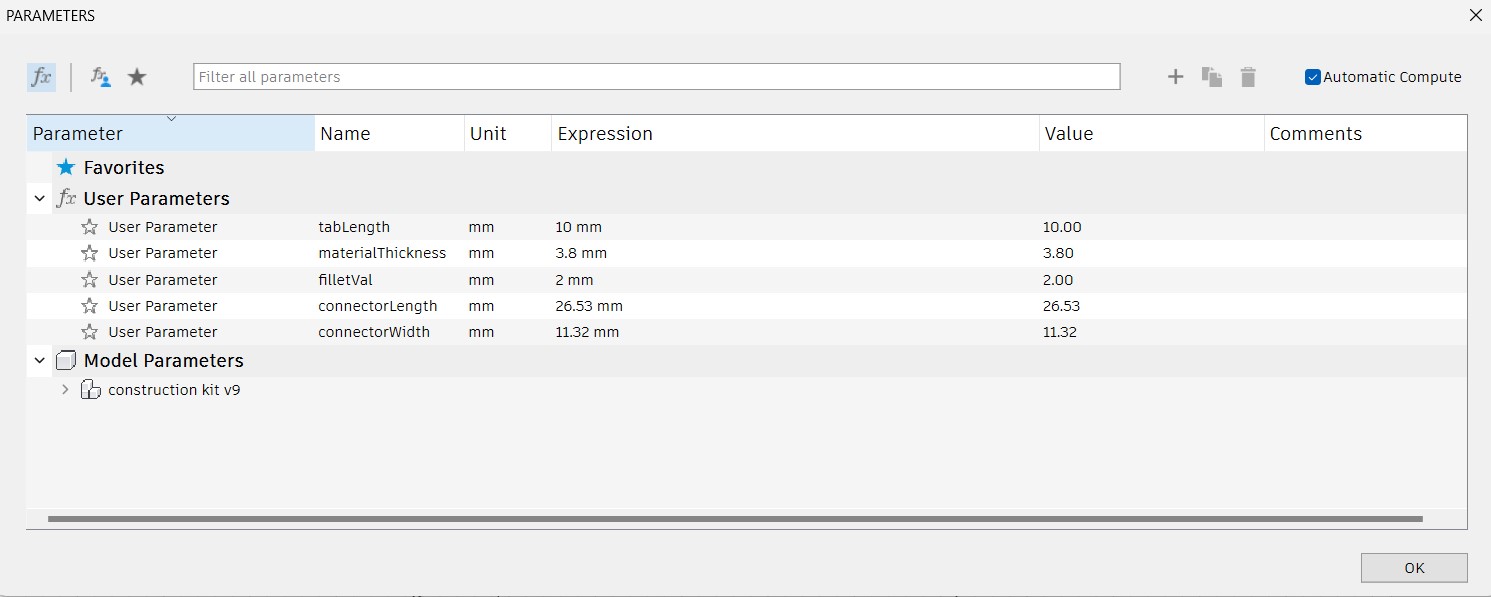 PARAMETERS
fx fx Filter all parameters Automatic Compute
Parameter Name Unit Expression Value Comments
Favorites
fx User Parameters
User Parameter tabLength mm 10 mm 10.00
User Parameter materialThickness mm 3.8 mm 3.80
User Parameter filletVal mm 2 mm 2.00
User Parameter connectorLength mm 26.53 mm 26.53
User Parameter connectorWidth mm 11.32 mm 11.32
Model Parameters
construction kit v9
OK